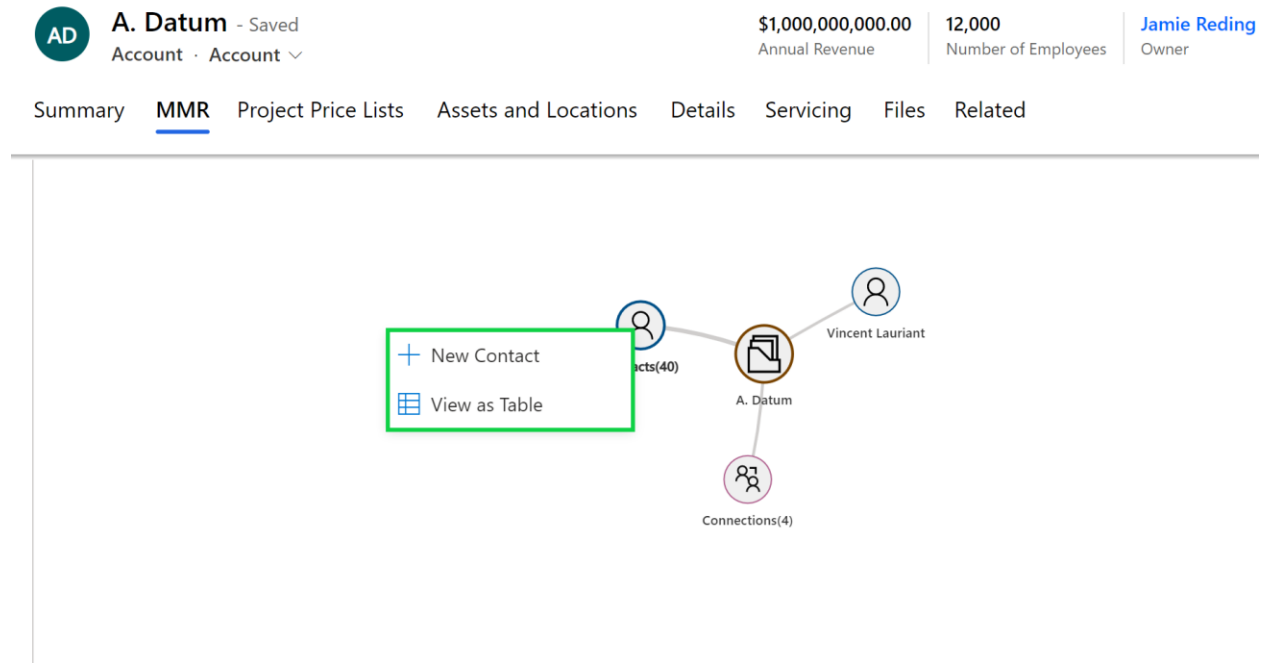 AD
A. Datum - Saved
Account · Account
$1,000,000,000.00
Annual Revenue
12,000
Number of Employees
Jamie Reding
Owner
Summary MMR Project Price Lists Assets and Locations Details Servicing Files Related
New Contact
View as Table
acts(40)
Vincent Lauriant
A. Datum
Connections(4)